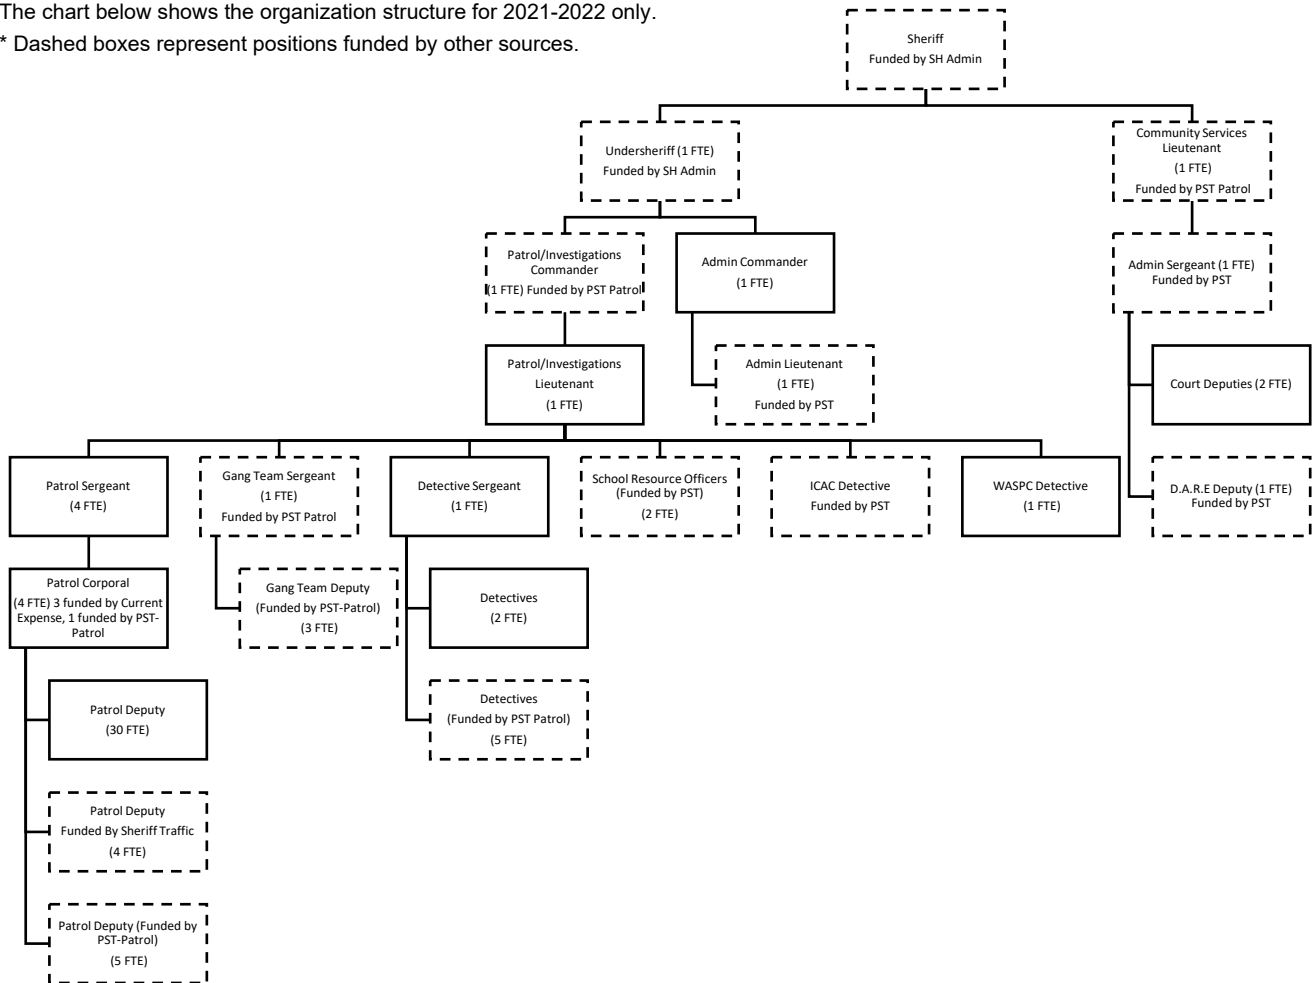 The chart below shows the organization structure for 2021-2022 only.
* Dashed boxes represent positions funded by other sources.
Sheriff
Funded by SH Admin
Undersheriff (1 FTE)
Funded by SH Admin
Community Services
Lieutenant
(1 FTE)
Funded by PST Patrol
Patrol/Investigations
Commander
(1 FTE) Funded by PST Patrol
Admin Commander
(1 FTE)
Admin Sergeant (1 FTE)
Funded by PST
Patrol/Investigations
Lieutenant
(1 FTE)
Admin Lieutenant
(1 FTE)
Funded by PST
Court Deputies (2 FTE)
Patrol Sergeant
(4 FTE)
Gang Team Sergeant
(1 FTE)
Funded by PST Patrol
Detective Sergeant
(1 FTE)
School Resource Officers
(Funded by PST)
(2 FTE)
ICAC Detective
Funded by PST
WASPC Detective
(1 FTE)
D.A.R.E Deputy (1 FTE)
Funded by PST
Patrol Corporal
(4 FTE) 3 funded by Current
Expense, 1 funded by PST-
Patrol
Gang Team Deputy
(Funded by PST-Patrol)
(3 FTE)
Detectives
(2 FTE)
Patrol Deputy
(30 FTE)
Detectives
(Funded by PST Patrol)
(5 FTE)
Patrol Deputy
Funded By Sheriff Traffic
(4 FTE)
Patrol Deputy (Funded by
PST-Patrol)
(5 FTE)